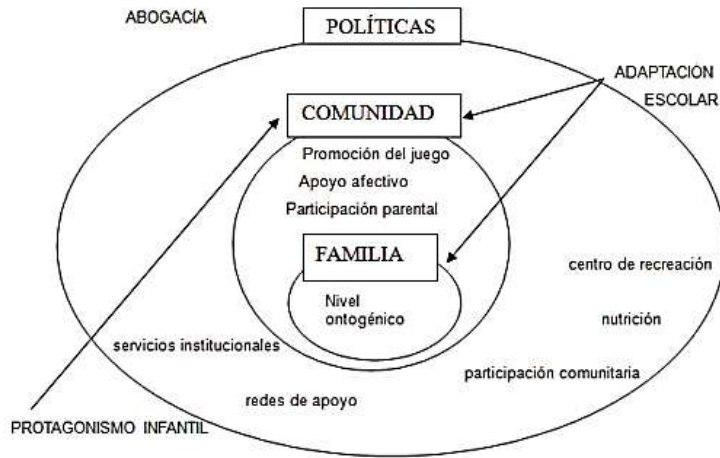 ABOGACÍA
POLÍTICAS
ADAPTACIÓN
ESCOLAR
COMUNIDAD
Promoción del juego
Apoyo afectivo
Participación parental
FAMILIA
centro de recreación
Nivel
ontogénico
nutrición
servicios institucionales
participación comunitaria
redes de apoyo
PROTAGONISMO INFANTIL